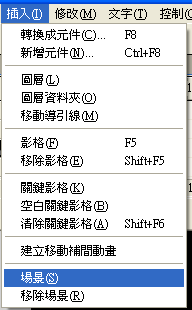 插入(I) 修改(M) 文字(T) 控制(
轉換成元件(C)... F8
新增元件(N)... Ctrl+F8
圖層(L)
圖層資料夾(O)
移動導引線(M)
影格(F) F5
移除影格(E) Shift+F5
關鍵影格(K)
空白關鍵影格(B)
清除關鍵影格(A) Shift+F6
建立移動補間動畫
場景(S)
移除場景(R)